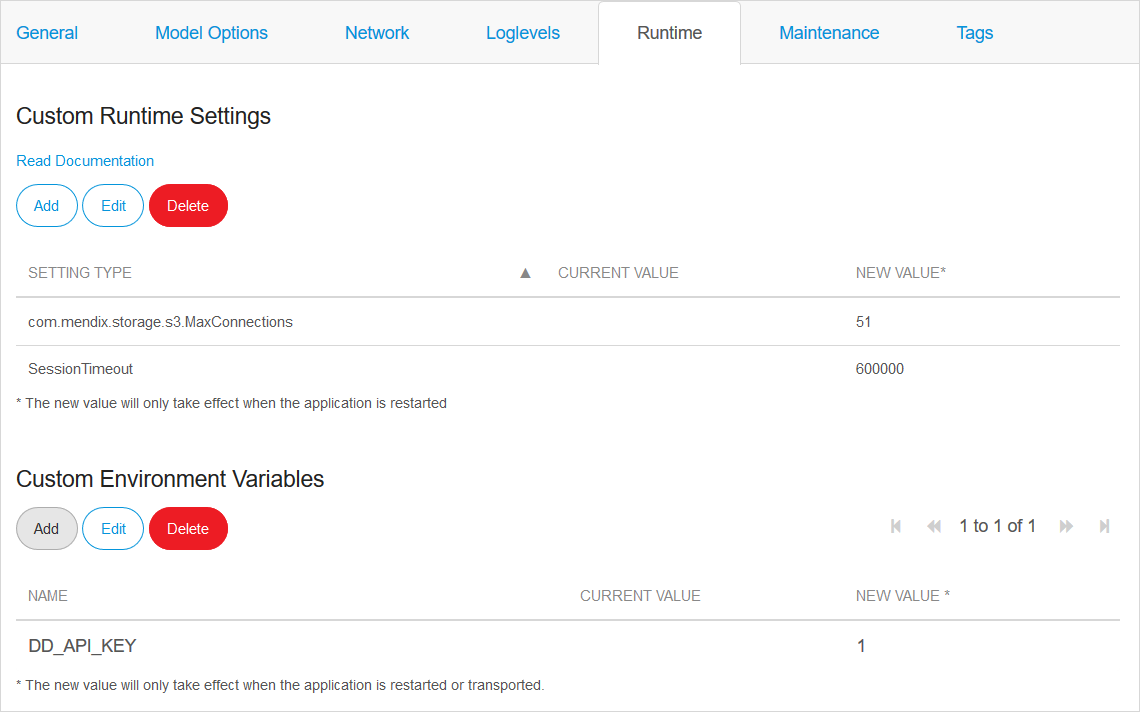 General Model Options Network Loglevels Runtime Maintenance Tags
Custom Runtime Settings
Read Documentation
Add Edit Delete
SETTING TYPE ▲ CURRENT VALUE NEW VALUE*
com.mendix.storage.s3.MaxConnections 51
SessionTimeout 600000
* The new value will only take effect when the application is restarted
Custom Environment Variables
Add Edit Delete 1 to 1 of 1
NAME CURRENT VALUE NEW VALUE *
DD_API_KEY 1
* The new value will only take effect when the application is restarted or transported.